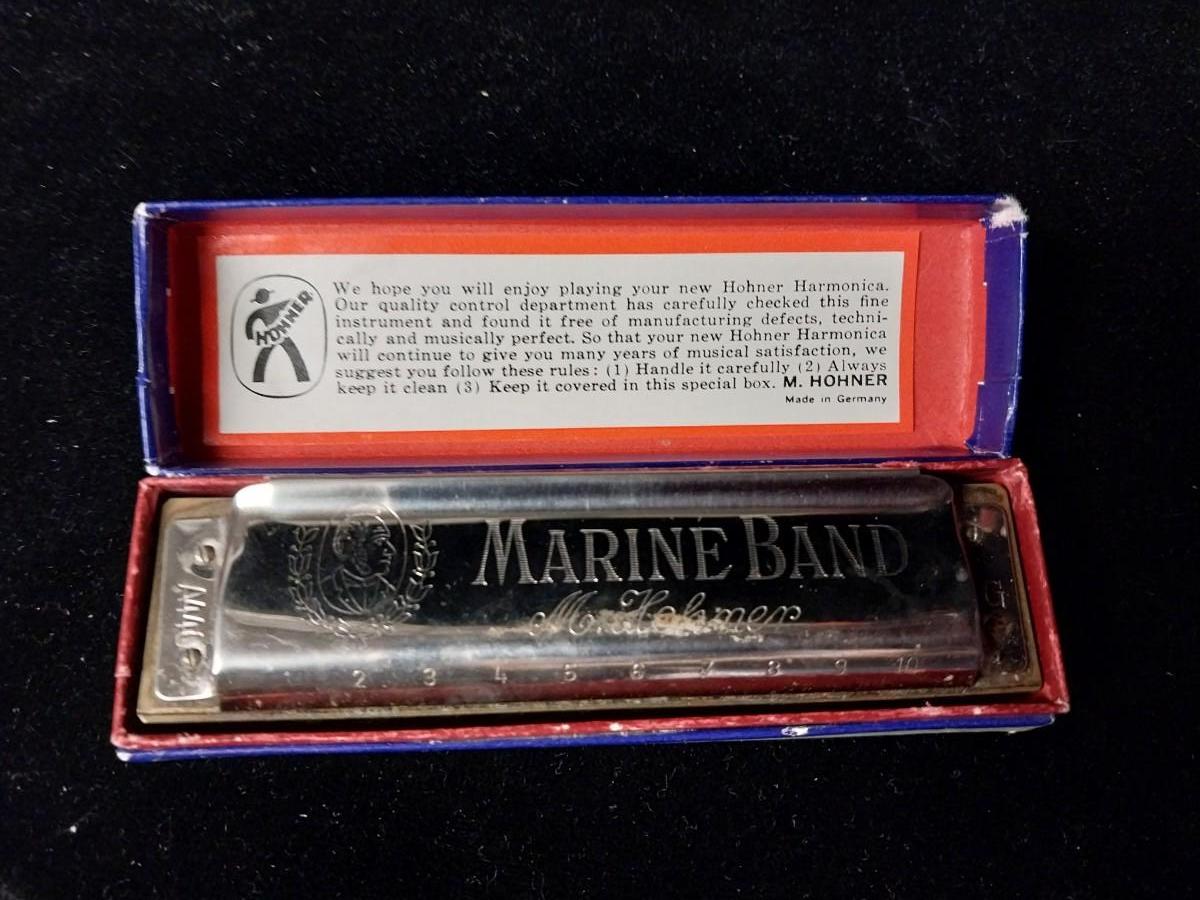 HOHNER
We hope you will enjoy playing your new Hohner Harmonica.
Our quality control department has carefully checked this fine
instrument and found it free of manufacturing defects, techni-
cally and musically perfect. So that your new Hohner Harmonica
will continue to give you many years of musical satisfaction, we
suggest you follow these rules: (1) Handle it carefully (2) Always
keep it clean (3) Keep it covered in this special box. M. HOHNER
Made in Germany
MARINE BAND
M. Hohner
2 3 4 5 6 7 8 9 10